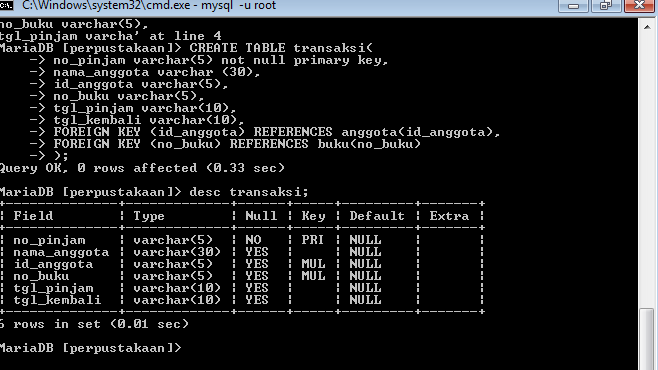 C:\Windows\system32\cmd.exe - mysql -u root
no_buku varchar(5),
tgl_pinjam varcha' at line 4
MariaDB [perpustakaan]> CREATE TABLE transaksi(
    -> no_pinjam varchar(5) not null primary key,
    -> nama_anggota varchar (30),
    -> id_anggota varchar(5),
    -> no_buku varchar(5),
    -> tgl_pinjam varchar(10),
    -> tgl_kembali varchar(10),
    -> FOREIGN KEY (id_anggota) REFERENCES anggota(id_anggota),
    -> FOREIGN KEY (no_buku) REFERENCES buku(no_buku)
    -> );
Query OK, 0 rows affected (0.33 sec)
MariaDB [perpustakaan]> desc transaksi;
+--------------+-------------+------+-----+---------+-------+
| Field        | Type        | Null | Key | Default | Extra |
+--------------+-------------+------+-----+---------+-------+
| no_pinjam    | varchar(5)  | NO   | PRI | NULL    |       |
| nama_anggota | varchar(30) | YES  |     | NULL    |       |
| id_anggota   | varchar(5)  | YES  | MUL | NULL    |       |
| no_buku      | varchar(5)  | YES  | MUL | NULL    |       |
| tgl_pinjam   | varchar(10) | YES  |     | NULL    |       |
| tgl_kembali  | varchar(10) | YES  |     | NULL    |       |
+--------------+-------------+------+-----+---------+-------+
6 rows in set (0.01 sec)
MariaDB [perpustakaan]>